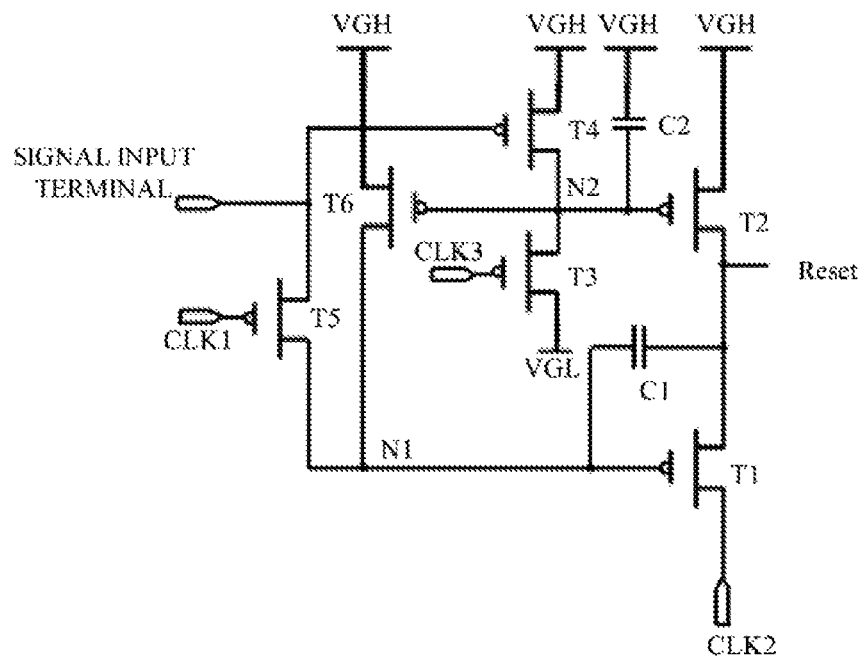 VGH
VGH
VGH
VGH
T4
C2
SIGNAL INPUT
TERMINAL
T6
N2
T2
CLK3
T3
Reset
CLK1
T5
VGL
C1
N1
T1
CLK2